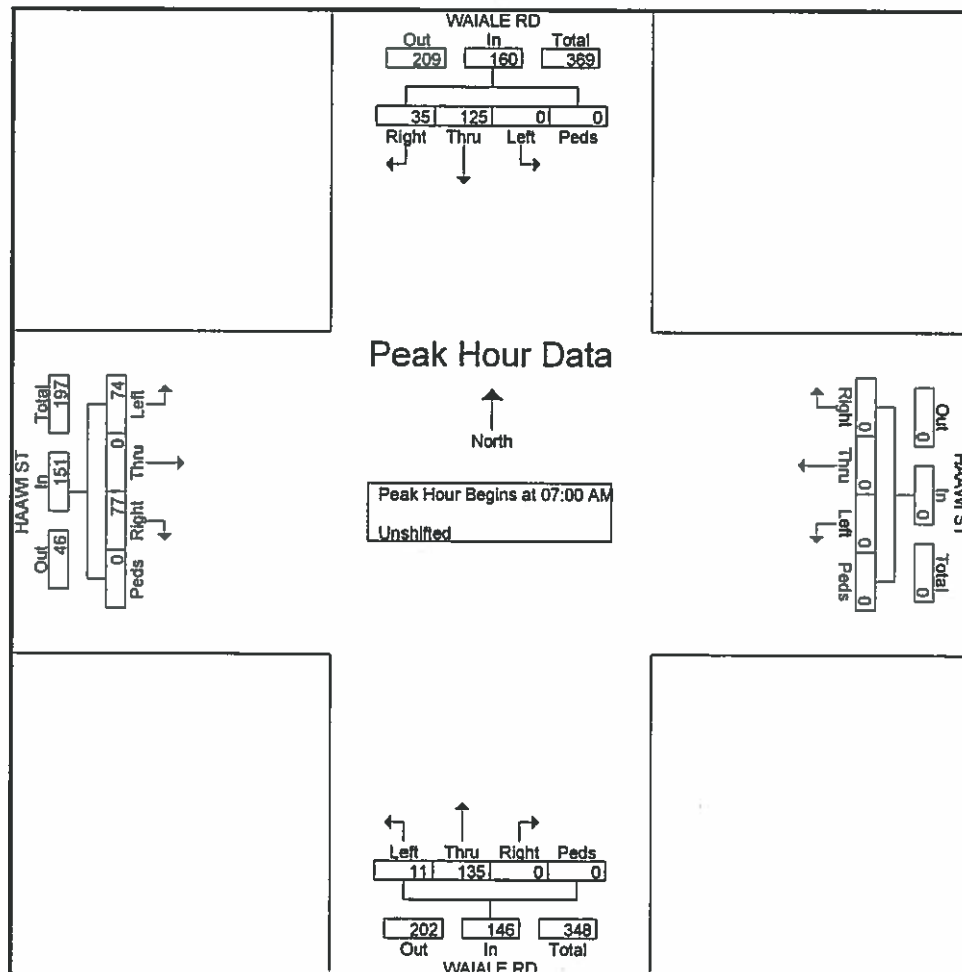 WAIALE RD
Out In Total
209 160 369
35 125 0 0
Right Thru Left Peds
Peak Hour Data
North
Peak Hour Begins at 07:00 AM
Unshifted
HAAWI ST
Total In Out
197 151 46
74 0 77 0
Left Thru Right Peds
Right Thru Left Peds
0 0 0 0
Out In Total
0 0 0
HAAWI ST
Left Thru Right Peds
11 135 0 0
202 146 348
Out In Total
WAIALE RD